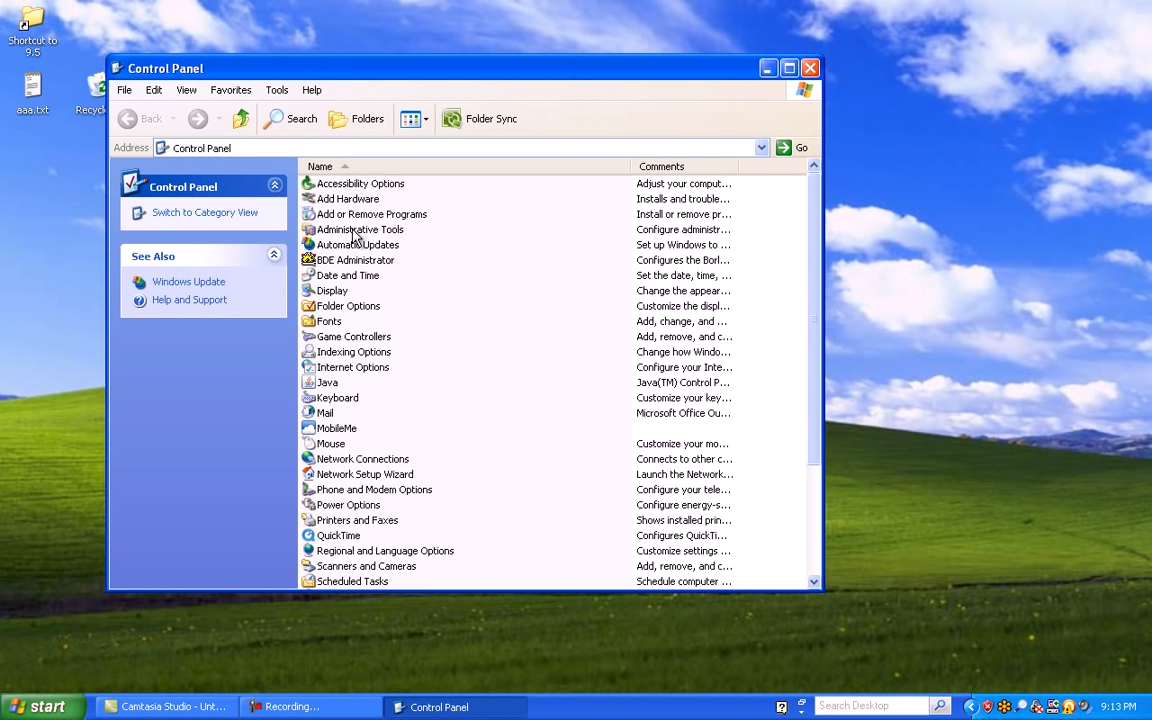 Shortcut to
9.5
aaa.txt
Recyc
Control Panel
File Edit View Favorites Tools Help
Back Search Folders Folder Sync
Address Control Panel Go
Control Panel
Switch to Category View
See Also
Windows Update
Help and Support
Name Comments
Accessibility Options Adjust your comput...
Add Hardware Installs and trouble...
Add or Remove Programs Install or remove pr...
Administrative Tools Configure administr...
Automatic Updates Set up Windows to ...
BDE Administrator Configures the Borl...
Date and Time Set the date, time, ...
Display Change the appear...
Folder Options Customize the displ...
Fonts Add, change, and ...
Game Controllers Add, remove, and c...
Indexing Options Change how Windo...
Internet Options Configure your Inte...
Java Java(TM) Control P...
Keyboard Customize your key...
Mail Microsoft Office Ou...
MobileMe
Mouse Customize your mo...
Network Connections Connects to other c...
Network Setup Wizard Launch the Network...
Phone and Modem Options Configure your tele...
Power Options Configure energy-s...
Printers and Faxes Shows installed prin...
QuickTime Configures QuickTi...
Regional and Language Options Customize settings ...
Scanners and Cameras Add, remove, and c...
Scheduled Tasks Schedule computer ...
start Camtasia Studio - Unt... Recording... Control Panel Search Desktop 9:13 PM